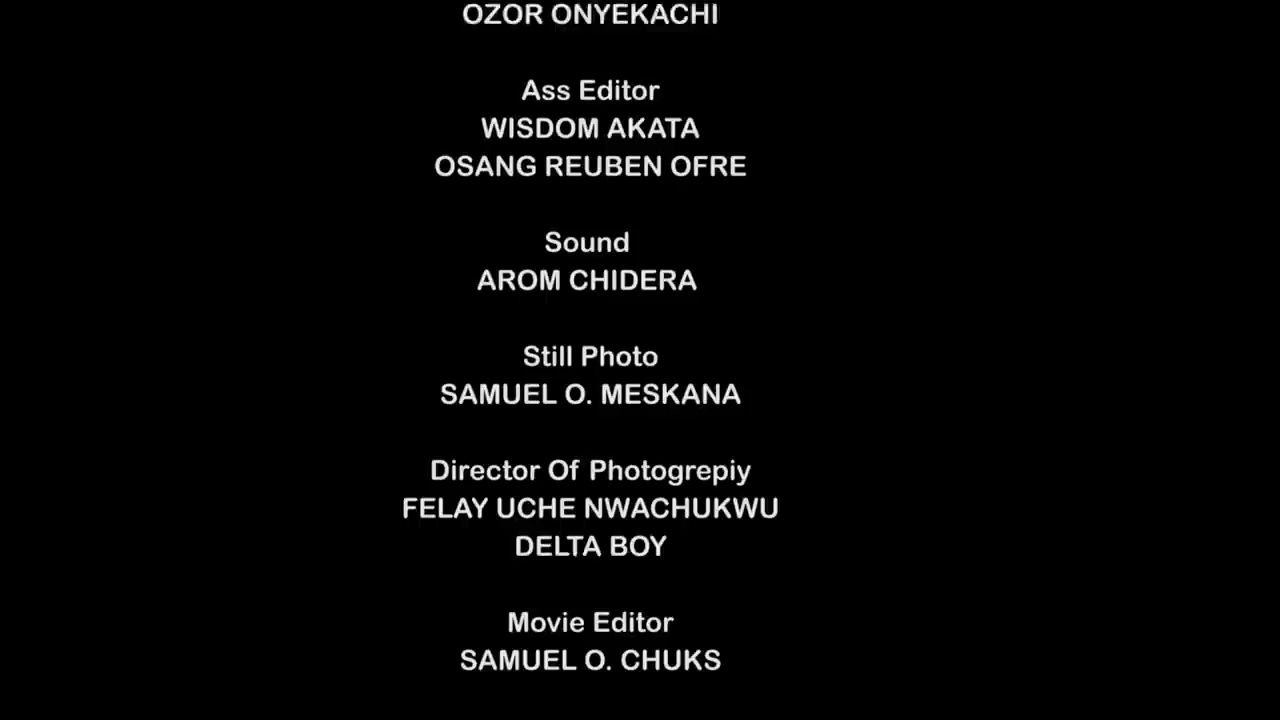 OZOR ONYEKACHI
Ass Editor
WISDOM AKATA
OSANG REUBEN OFRE
Sound
AROM CHIDERA
Still Photo
SAMUEL O. MESKANA
Director Of Photogrepiy
FELAY UCHE NWACHUKWU
DELTA BOY
Movie Editor
SAMUEL O. CHUKS